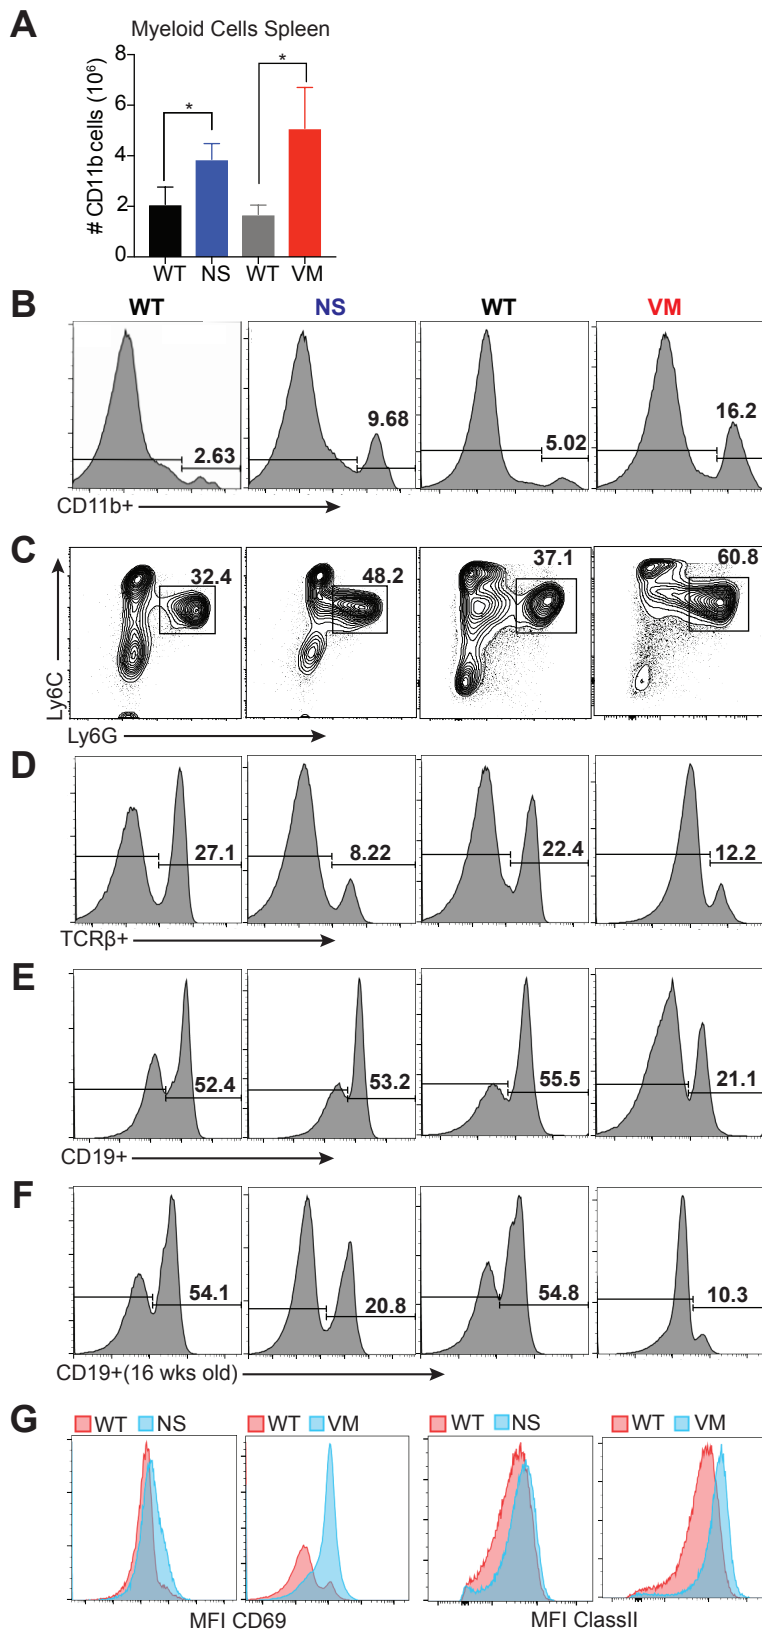 A
Myeloid Cells Spleen
# CD11b cells (10⁶)
8
6
4
2
0
*
*
WT NS WT VM
B
WT NS WT VM
2.63 9.68 5.02 16.2
CD11b+
C
32.4 48.2 37.1 60.8
Ly6C
Ly6G
D
27.1 8.22 22.4 12.2
TCRβ+
E
52.4 53.2 55.5 21.1
CD19+
F
54.1 20.8 54.8 10.3
CD19+(16 wks old)
G
WT NS WT VM WT NS WT VM
MFI CD69 MFI ClassII